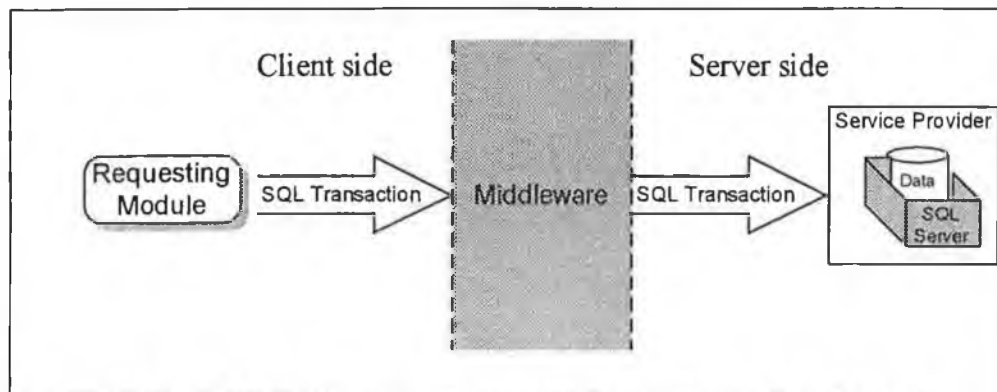 Client side
Server side
Service Provider
Requesting
Module
SQL Transaction
Middleware
SQL Transaction
Data
SQL
Server